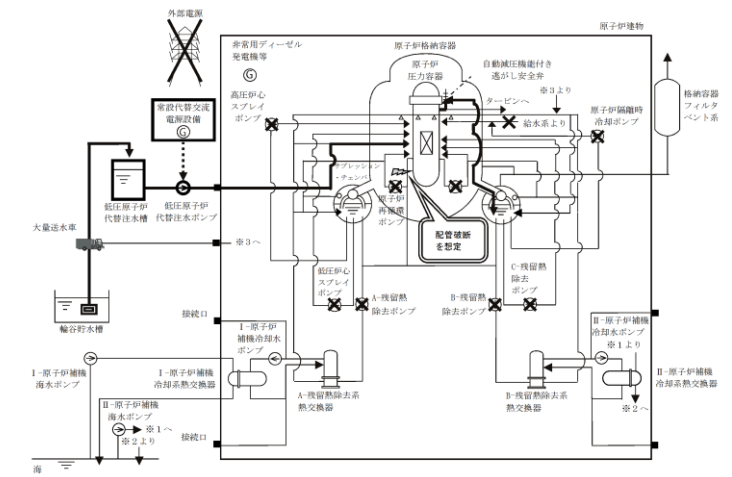 外部電源
原子炉建物
非常用ディーゼル
発電機等
G
原子炉格納容器
原子炉
圧力容器
自動減圧機能付き
逃がし安全弁
※3より
タービンへ
給水系より
原子炉隔離時
冷却ポンプ
格納容器
フィルタ
ベント系
高圧炉心
スプレイ
ポンプ
常設代替交流
電源設備
G
サプレッション
・チェンバ
低圧原子炉
代替注水槽
低圧原子炉
代替注水ポンプ
原子炉
再循環
ポンプ
配管破断
を想定
大量送水車
※3へ
低圧炉心
スプレイ
ポンプ
A-残留熱
除去ポンプ
B-残留熱
除去ポンプ
C-残留熱
除去
ポンプ
輪谷貯水槽
接続口
Ⅰ-原子炉
補機冷却水
ポンプ
Ⅱ-原子炉補機
冷却水ポンプ
※1より
Ⅰ-原子炉補機
海水ポンプ
Ⅰ-原子炉補機
冷却系熱交換器
Ⅱ-原子炉補機
冷却系熱交換器
A-残留熱除去系
熱交換器
B-残留熱除去系
熱交換器
※2へ
Ⅱ-原子炉補機
海水ポンプ
※1へ
※2より
接続口
海